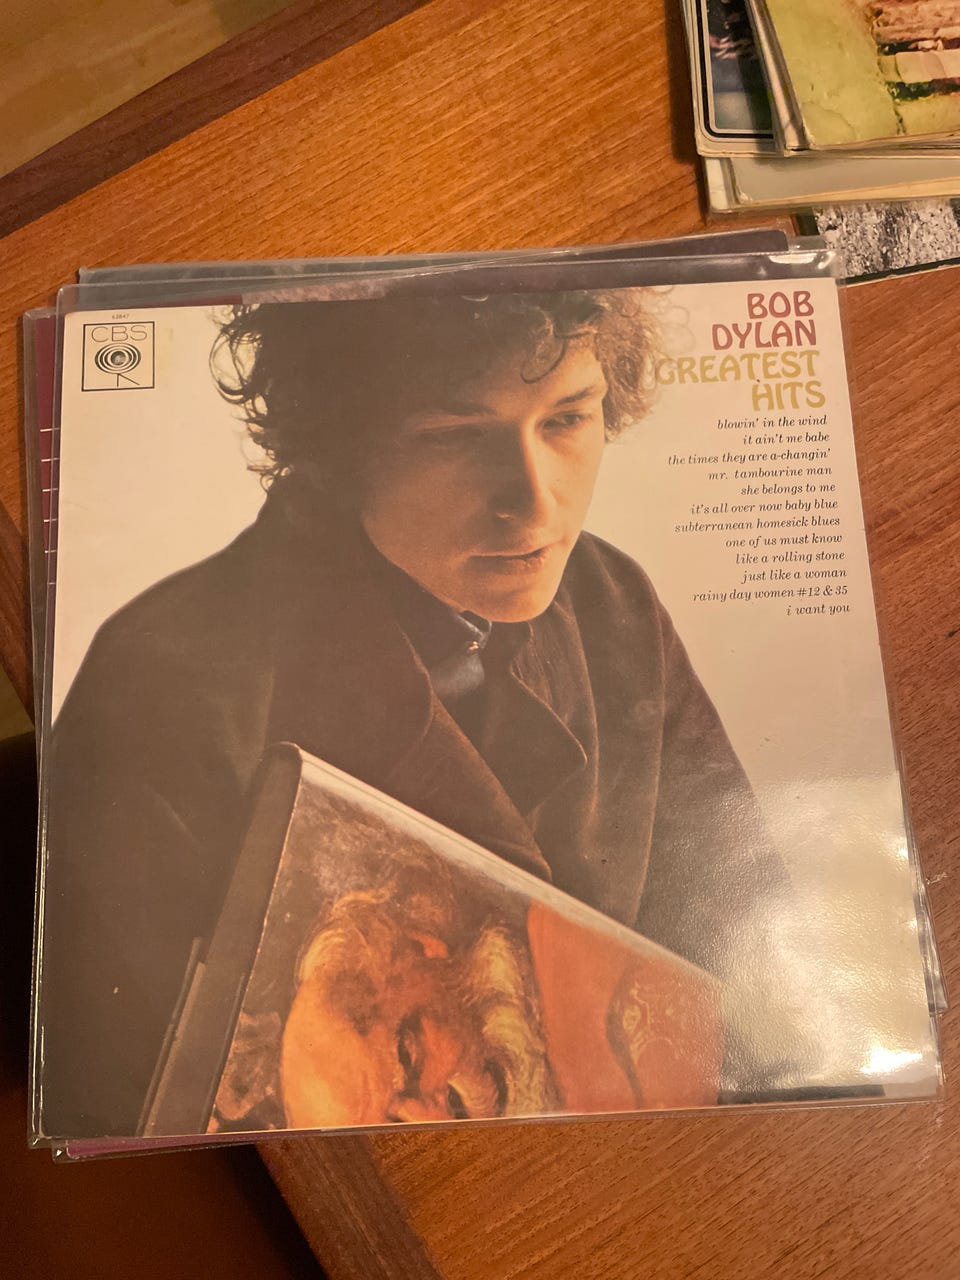 62847
CBS
BOB
DYLAN
GREATEST
HITS
blowin' in the wind
it ain't me babe
the times they are a-changin'
mr. tambourine man
she belongs to me
it's all over now baby blue
subterranean homesick blues
one of us must know
like a rolling stone
just like a woman
rainy day women #12 & 35
i want you